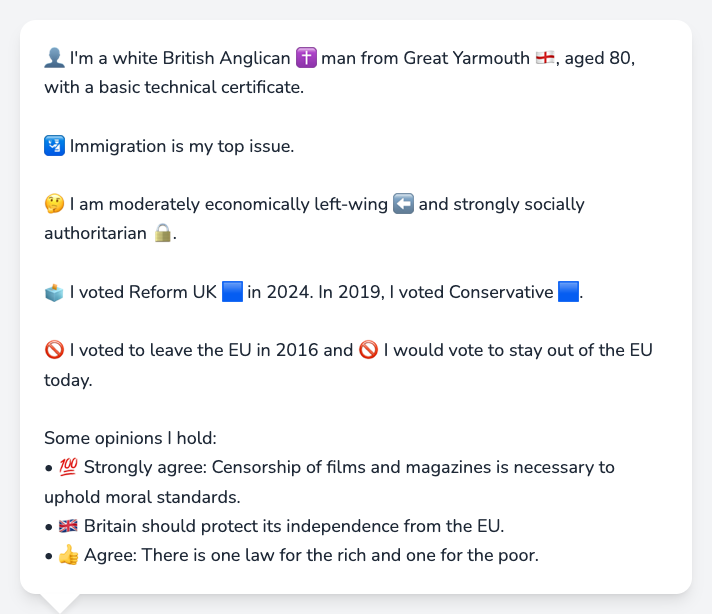 👤 I'm a white British Anglican ✝️ man from Great Yarmouth 🏴󠁧󠁢󠁥󠁮󠁧󠁿, aged 80,
with a basic technical certificate.
🛂 Immigration is my top issue.
🤔 I am moderately economically left-wing ⬅️ and strongly socially
authoritarian 🔒.
🗳️ I voted Reform UK 🟦 in 2024. In 2019, I voted Conservative 🟦.
🚫 I voted to leave the EU in 2016 and 🚫 I would vote to stay out of the EU
today.
Some opinions I hold:
• 💯 Strongly agree: Censorship of films and magazines is necessary to
uphold moral standards.
• 🇬🇧 Britain should protect its independence from the EU.
• 👍 Agree: There is one law for the rich and one for the poor.